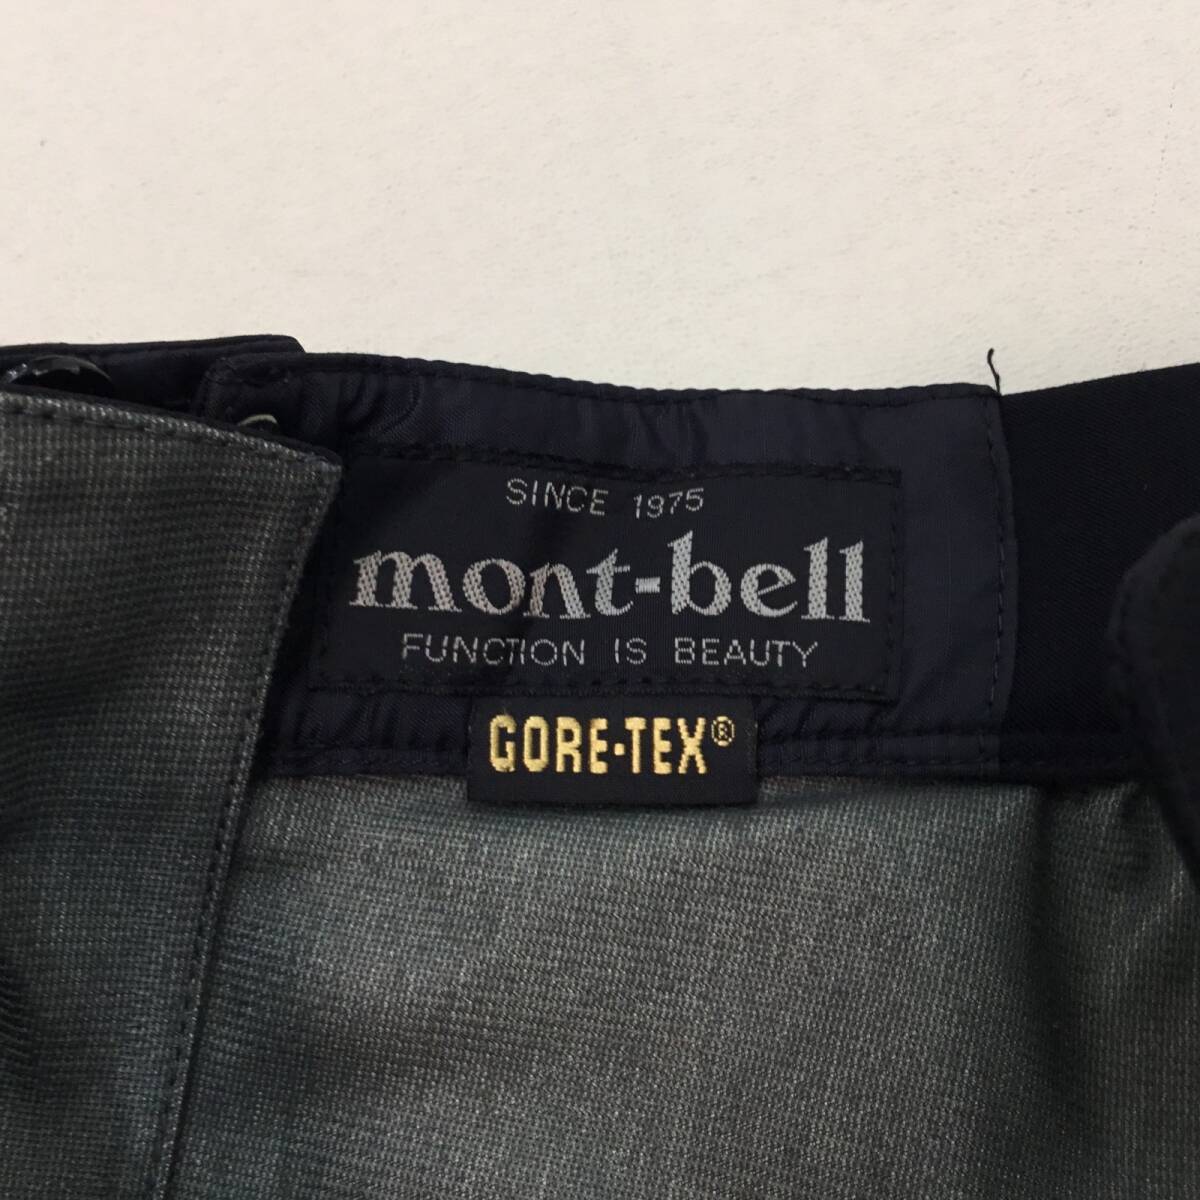 SINCE 1975
mont-bell
FUNCTION IS BEAUTY
GORE-TEX®